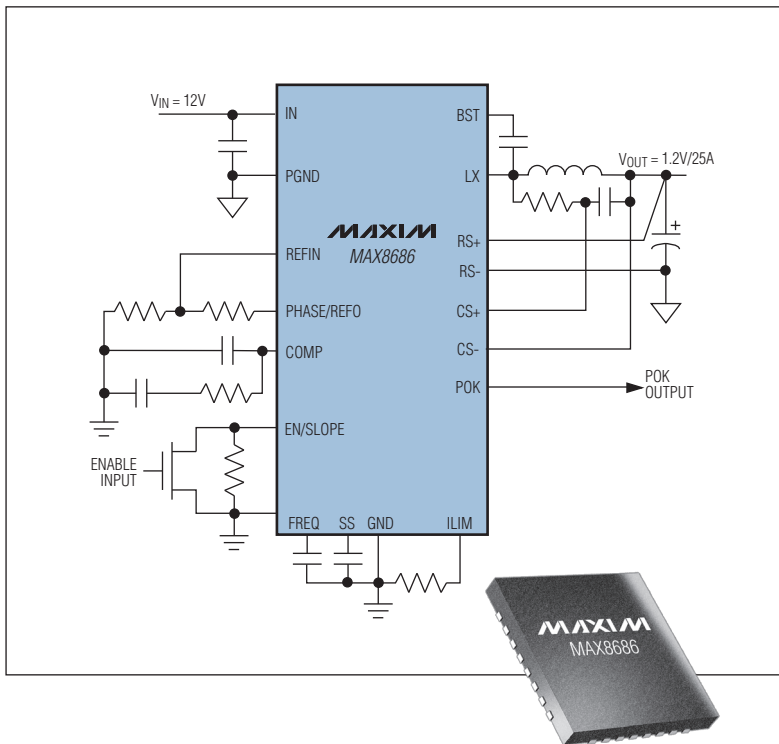 VIN = 12V
IN
BST
VOUT = 1.2V/25A
PGND
LX
MAXIM
MAX8686
RS+
REFIN
RS-
PHASE/REFO
CS+
COMP
CS-
POK
POK
OUTPUT
EN/SLOPE
ENABLE
INPUT
FREQ
SS
GND
ILIM
MAXIM
MAX8686